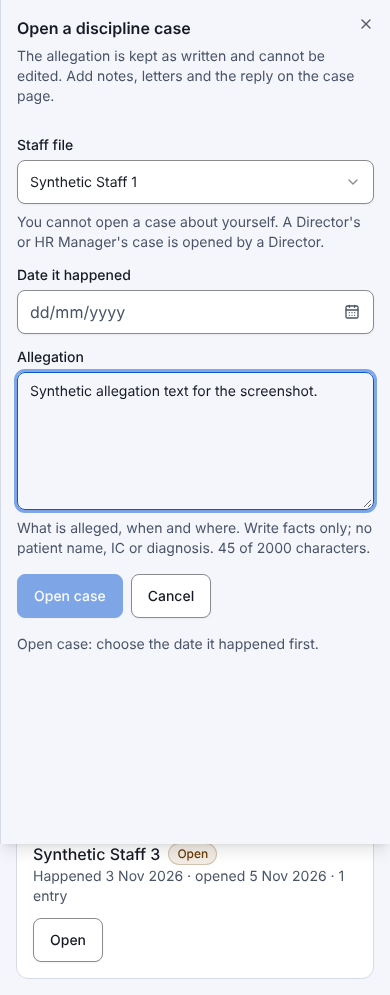 Open a discipline case
The allegation is kept as written and cannot be
edited. Add notes, letters and the reply on the case
page.
Staff file
Synthetic Staff 1
You cannot open a case about yourself. A Director's
or HR Manager's case is opened by a Director.
Date it happened
dd/mm/yyyy
Allegation
Synthetic allegation text for the screenshot.
What is alleged, when and where. Write facts only; no
patient name, IC or diagnosis. 45 of 2000 characters.
Open case
Cancel
Open case: choose the date it happened first.
Synthetic Staff 3 Open
Happened 3 Nov 2026 · opened 5 Nov 2026 · 1
entry
Open